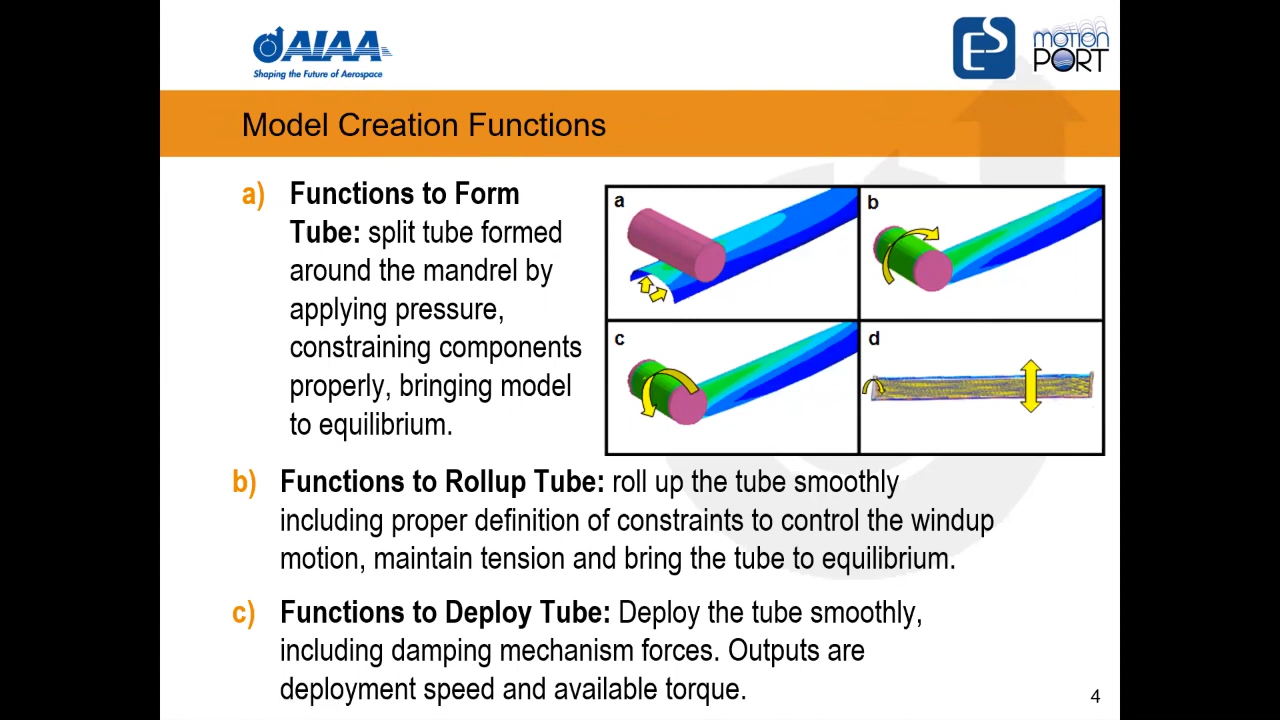 AIAA
Shaping the Future of Aerospace
ES
motion
PORT
Model Creation Functions
a) Functions to Form
Tube: split tube formed
around the mandrel by
applying pressure,
constraining components
properly, bringing model
to equilibrium.
a
b
c
d
b) Functions to Rollup Tube: roll up the tube smoothly
including proper definition of constraints to control the windup
motion, maintain tension and bring the tube to equilibrium.
c) Functions to Deploy Tube: Deploy the tube smoothly,
including damping mechanism forces. Outputs are
deployment speed and available torque.
4